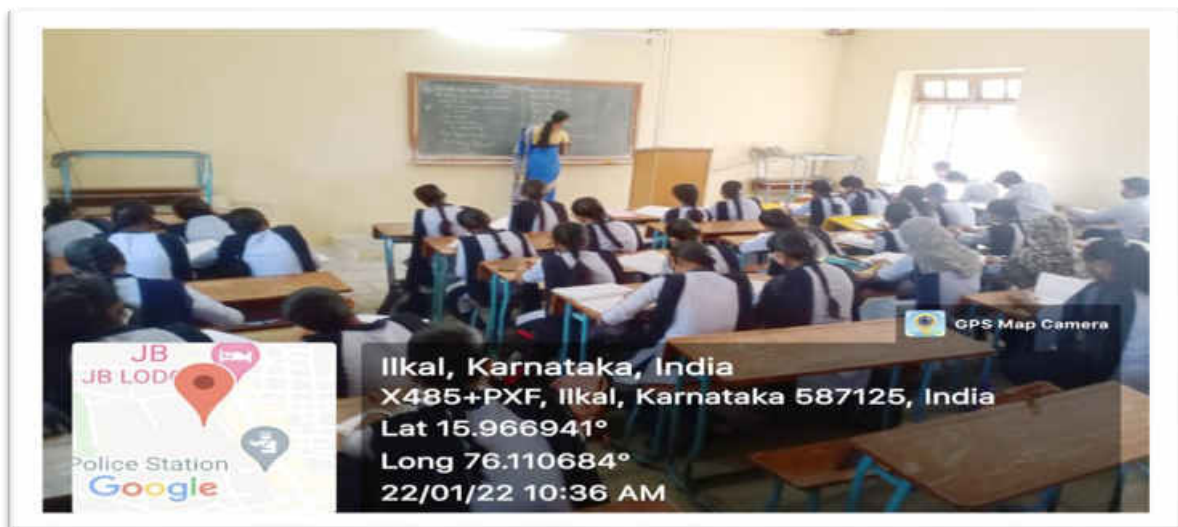 GPS Map Camera
JB
JB LOD
Police Station
Google
Ilkal, Karnataka, India
X485+PXF, Ilkal, Karnataka 587125, India
Lat 15.966941°
Long 76.110684°
22/01/22 10:36 AM